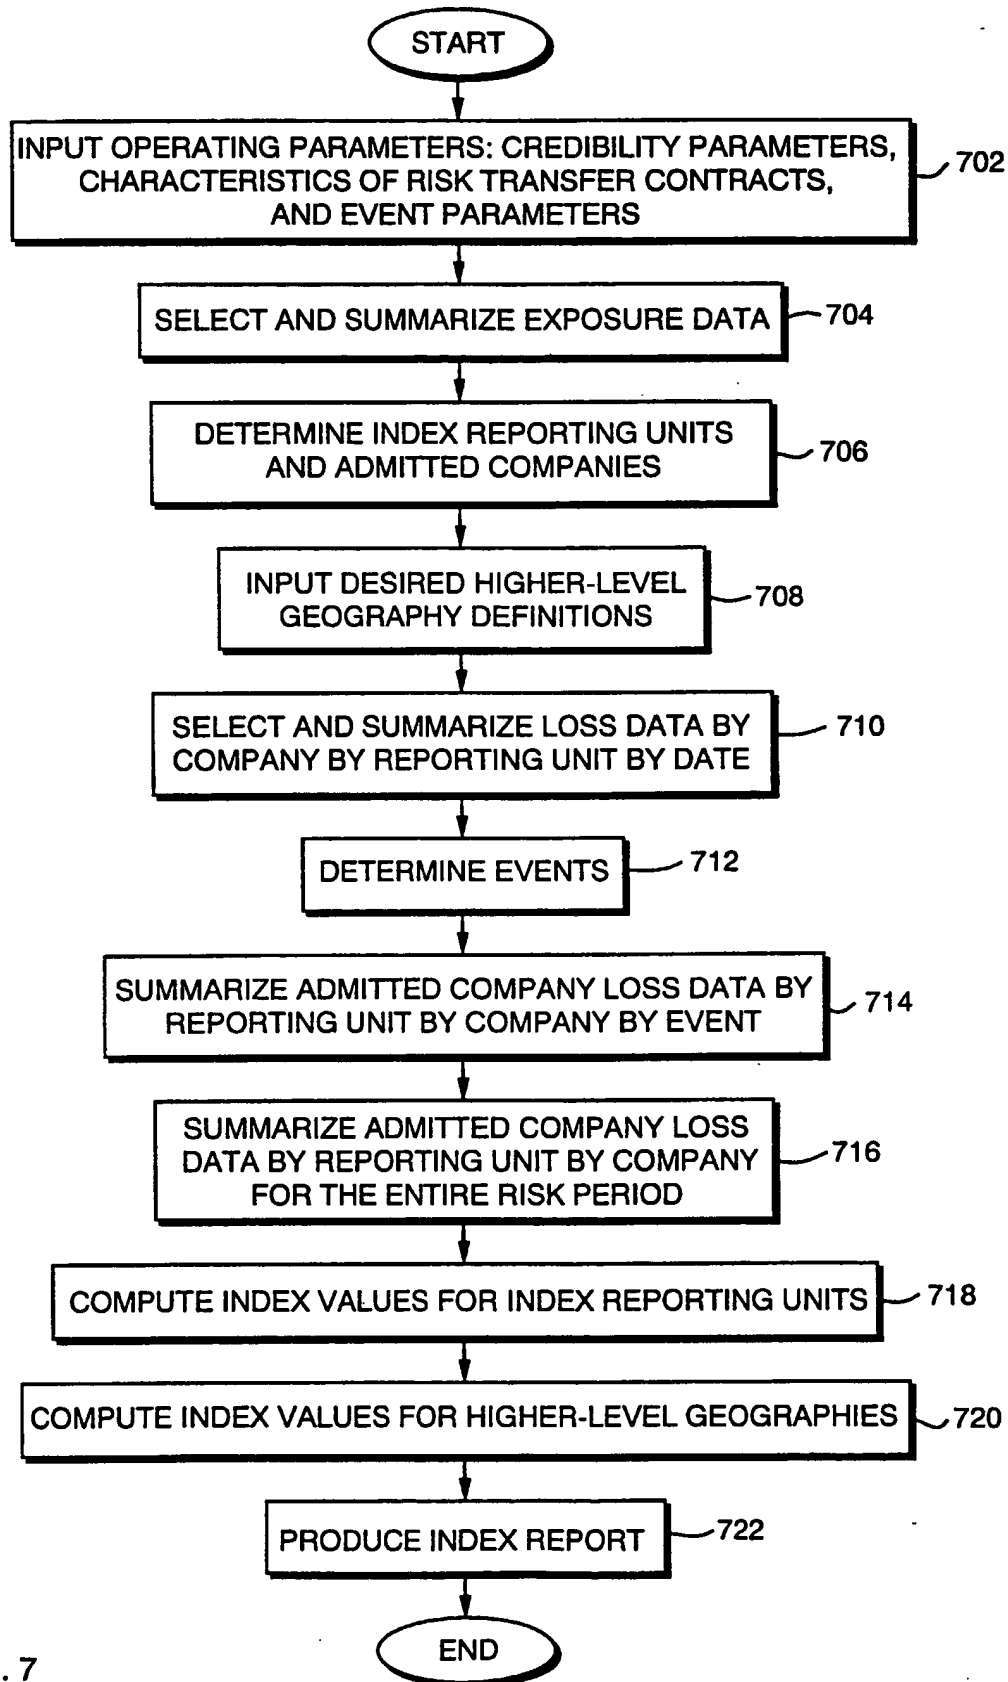 START
INPUT OPERATING PARAMETERS: CREDIBILITY PARAMETERS,
CHARACTERISTICS OF RISK TRANSFER CONTRACTS,
AND EVENT PARAMETERS
702
SELECT AND SUMMARIZE EXPOSURE DATA
704
DETERMINE INDEX REPORTING UNITS
AND ADMITTED COMPANIES
706
INPUT DESIRED HIGHER-LEVEL
GEOGRAPHY DEFINITIONS
708
SELECT AND SUMMARIZE LOSS DATA BY
COMPANY BY REPORTING UNIT BY DATE
710
DETERMINE EVENTS
712
SUMMARIZE ADMITTED COMPANY LOSS DATA BY
REPORTING UNIT BY COMPANY BY EVENT
714
SUMMARIZE ADMITTED COMPANY LOSS
DATA BY REPORTING UNIT BY COMPANY
FOR THE ENTIRE RISK PERIOD
716
COMPUTE INDEX VALUES FOR INDEX REPORTING UNITS
718
COMPUTE INDEX VALUES FOR HIGHER-LEVEL GEOGRAPHIES
720
PRODUCE INDEX REPORT
722
END
. 7